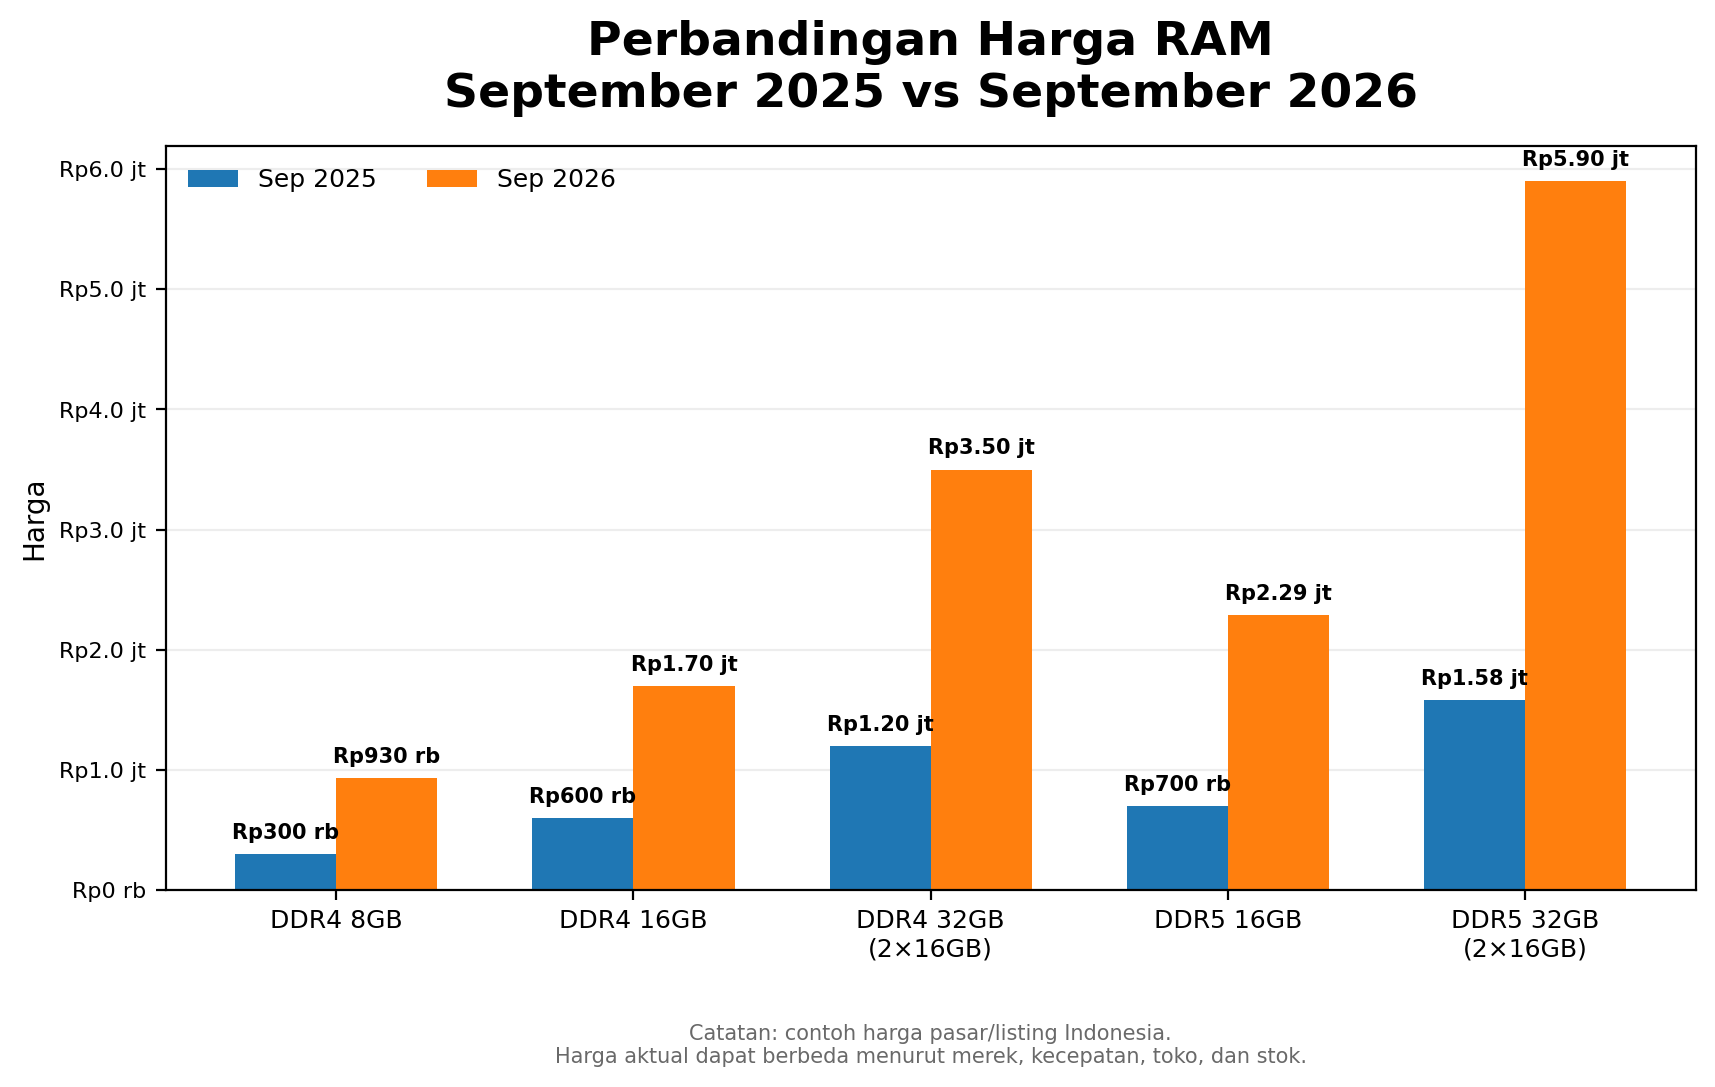 Perbandingan Harga RAM
September 2025 vs September 2026
Rp6.0 jt
Rp5.0 jt
Rp4.0 jt
Rp3.0 jt
Rp2.0 jt
Rp1.0 jt
Rp0 rb
Harga
Sep 2025
Sep 2026
Rp300 rb
Rp930 rb
Rp600 rb
Rp1.70 jt
Rp1.20 jt
Rp3.50 jt
Rp700 rb
Rp2.29 jt
Rp1.58 jt
Rp5.90 jt
DDR4 8GB
DDR4 16GB
DDR4 32GB
(2×16GB)
DDR5 16GB
DDR5 32GB
(2×16GB)
Catatan: contoh harga pasar/listing Indonesia.
Harga aktual dapat berbeda menurut merek, kecepatan, toko, dan stok.